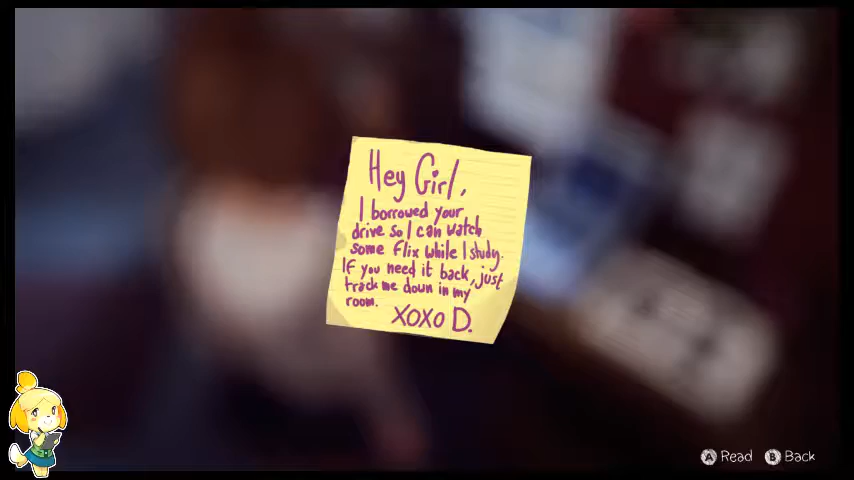 Hey Girl,
I borrowed your
drive so I can watch
some Flix while I study.
If you need it back, just
track me down in my
room.
XOXO D.
A Read B Back